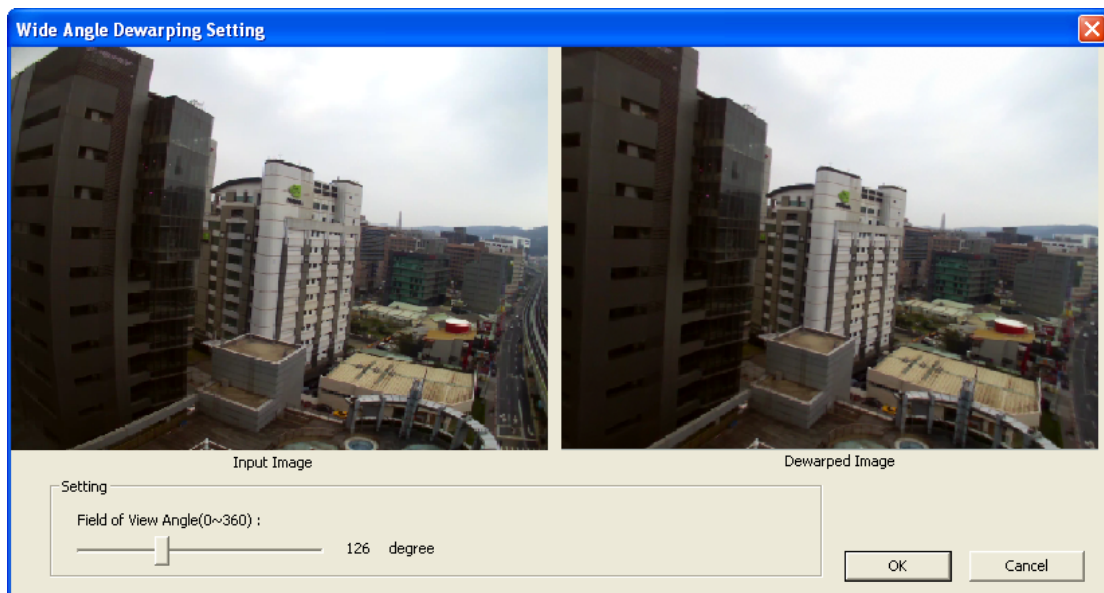 Wide Angle Dewarping Setting
Input Image
Dewarped Image
Setting
Field of View Angle(0~360) :
126 degree
OK
Cancel